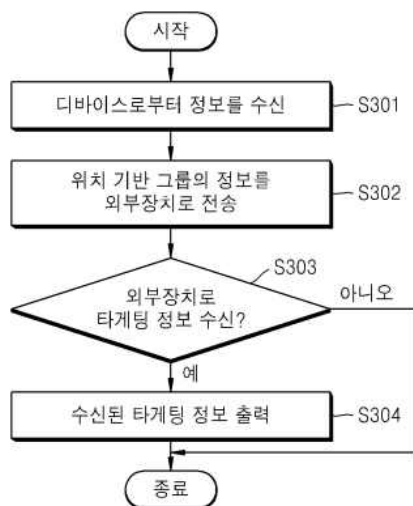 시작
디바이스로부터 정보를 수신
S301
위치 기반 그룹의 정보를
외부장치로 전송
S302
S303
외부장치로
타게팅 정보 수신?
아니오
예
수신된 타게팅 정보 출력
S304
종료